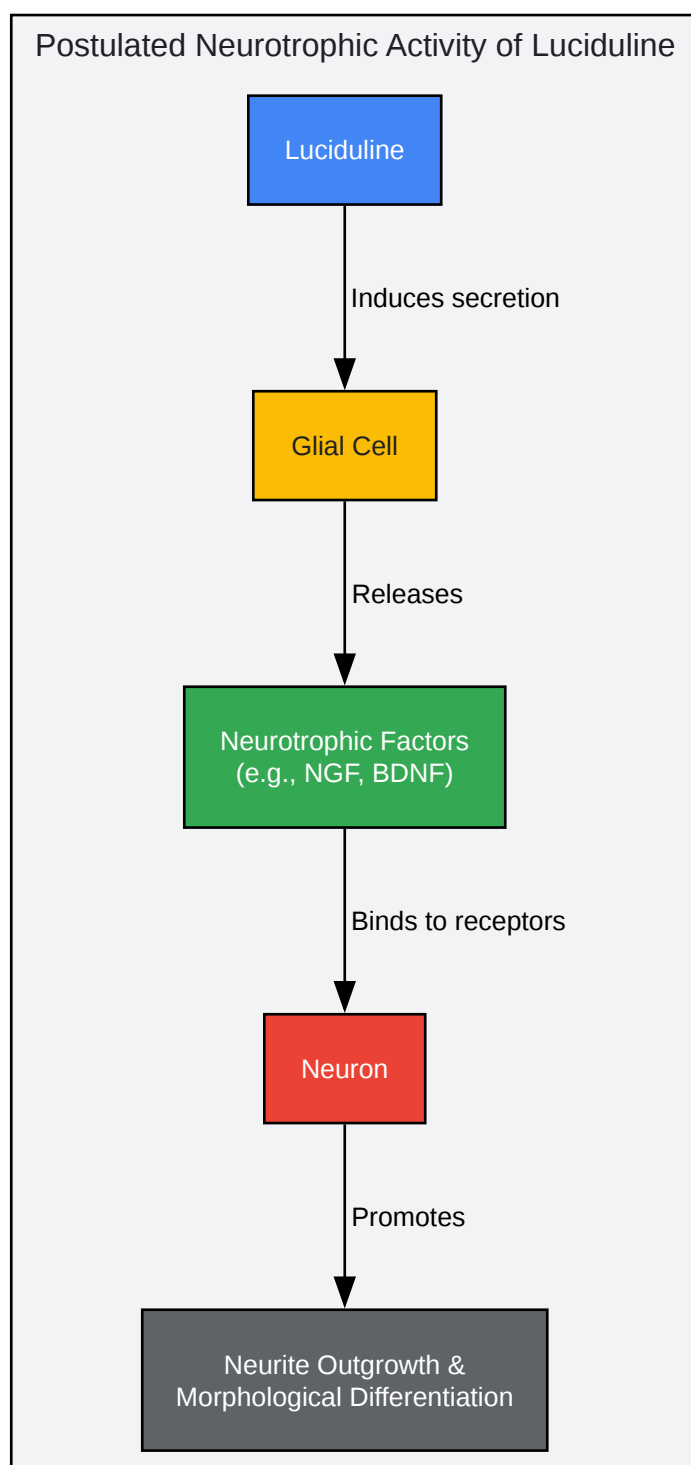 Postulated Neurotrophic Activity of Luciduline
Luciduline
Induces secretion
Glial Cell
Releases
Neurotrophic Factors
(e.g., NGF, BDNF)
Binds to receptors
Neuron
Promotes
Neurite Outgrowth &
Morphological Differentiation